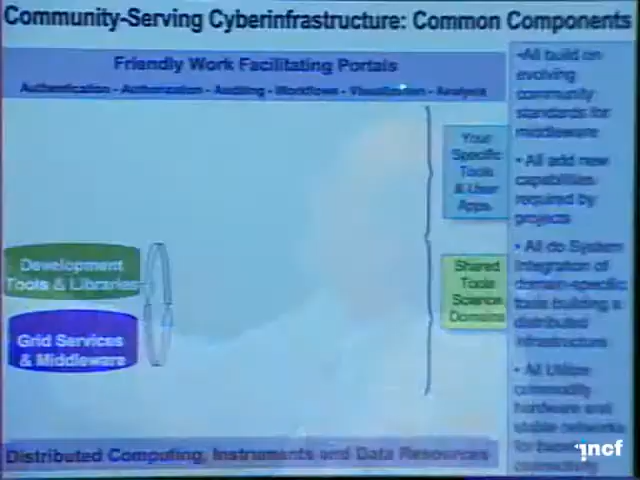 Community-Serving Cyberinfrastructure: Common Components
Friendly Work Facilitating Portals
Authentication - Authorization - Auditing - Workflows - Visualization - Analysis
•All build on
evolving
community
standards for
middleware
Your
Specific
Tools
& User
Apps.
• All add new
capabilities
required by
projects
Development
Tools & Libraries
Shared
Tools
Science
Domains
• All do System
Integration of
domain-specific
tools building a
distributed
infrastructure
Grid Services
& Middleware
• All Utilize
commodity
hardware and
stable networks
for
connectivity
Distributed Computing, Instruments and Data Resources
incf